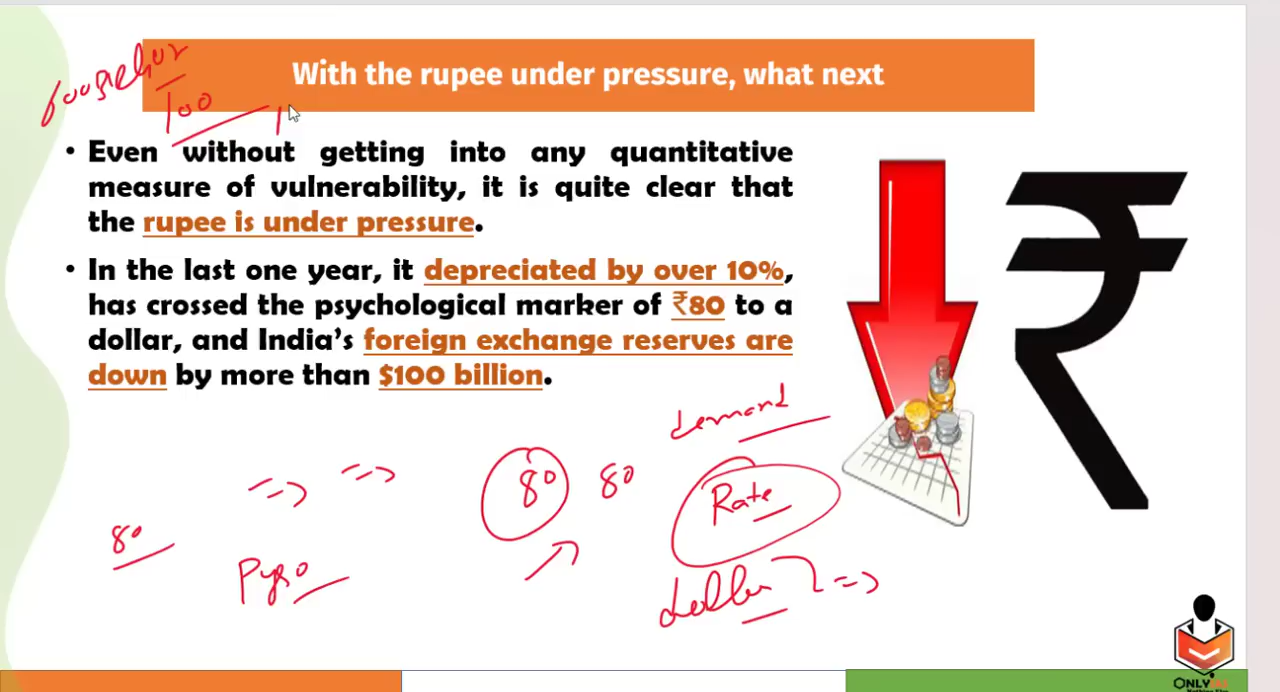 With the rupee under pressure, what next
100
• Even without getting into any quantitative
measure of vulnerability, it is quite clear that
the rupee is under pressure.
• In the last one year, it depreciated by over 10%,
has crossed the psychological marker of ₹80 to a
dollar, and India's foreign exchange reserves are
down by more than $100 billion.
demand
80 80
Rate
80